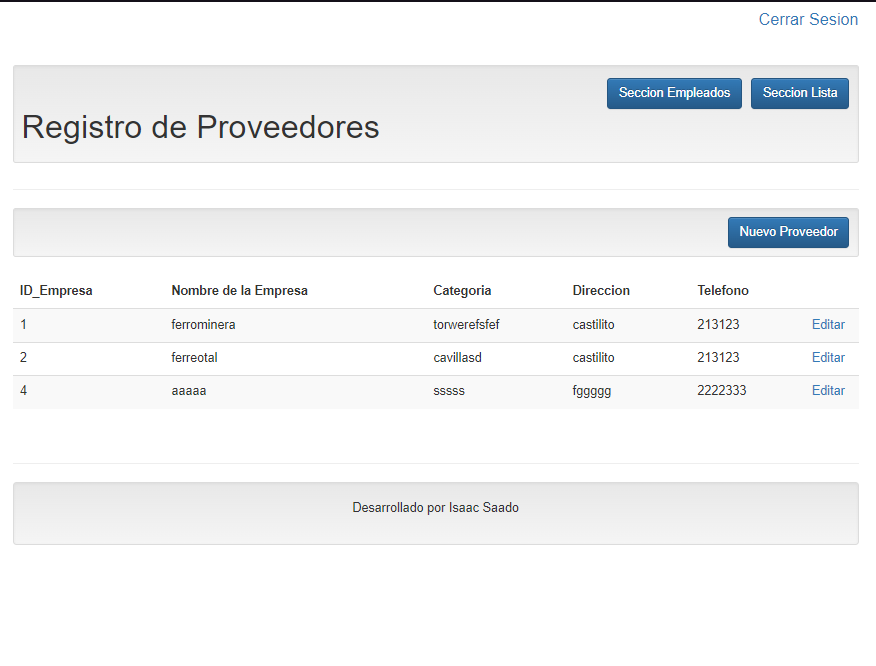 Cerrar Sesion
Seccion Empleados Seccion Lista
Registro de Proveedores
Nuevo Proveedor
ID_Empresa Nombre de la Empresa Categoria Direccion Telefono
1 ferrominera torwerefsfef castilito 213123 Editar
2 ferreotal cavillasd castilito 213123 Editar
4 aaaaa sssss fggggg 2222333 Editar
Desarrollado por Isaac Saado